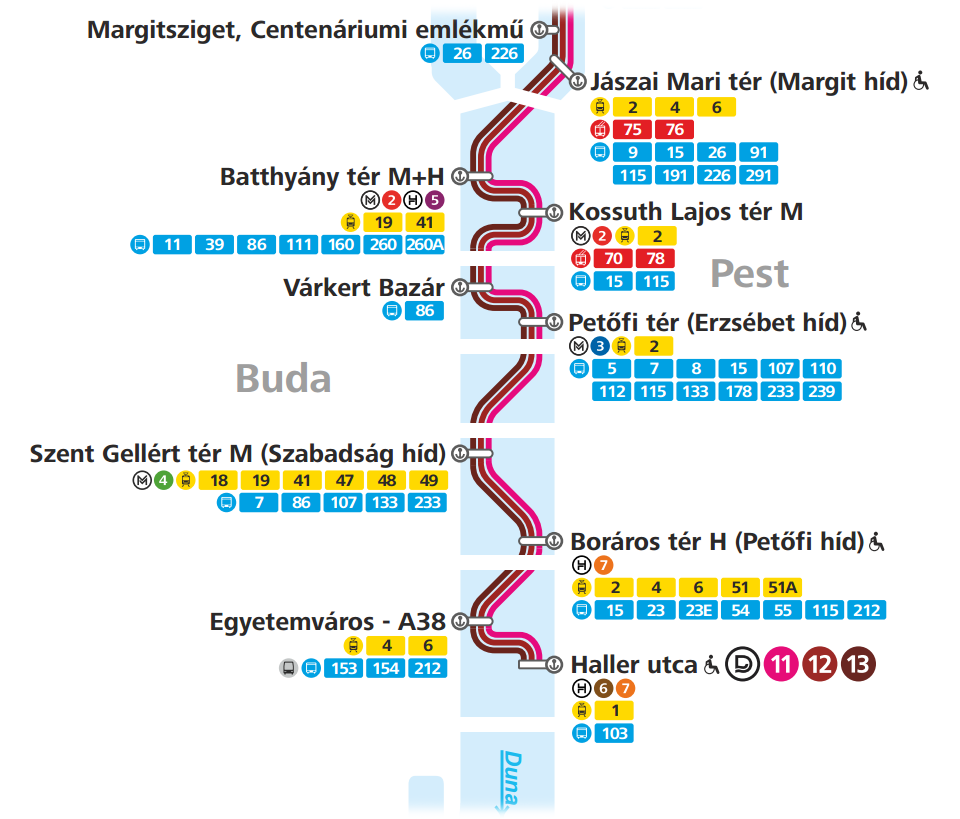 Margitsziget, Centenáriumi emlékmű
26 226
Jászai Mari tér (Margit híd)
2 4 6
75 76
9 15 26 91
115 191 226 291
Batthyány tér M+H
M 2 H 5
19 41
11 39 86 111 160 260 260A
Kossuth Lajos tér M
M 2 2
70 78
15 115
Pest
Várkert Bazár
86
Petőfi tér (Erzsébet híd)
M 3 2
5 7 8 15 107 110
112 115 133 178 233 239
Buda
Szent Gellért tér M (Szabadság híd)
M 4 18 19 41 47 48 49
7 86 107 133 233
Boráros tér H (Petőfi híd)
H 7
2 4 6 51 51A
15 23 23E 54 55 115 212
Egyetemváros - A38
4 6
153 154 212
Haller utca D 11 12 13
H 6 7
1
103
Duna